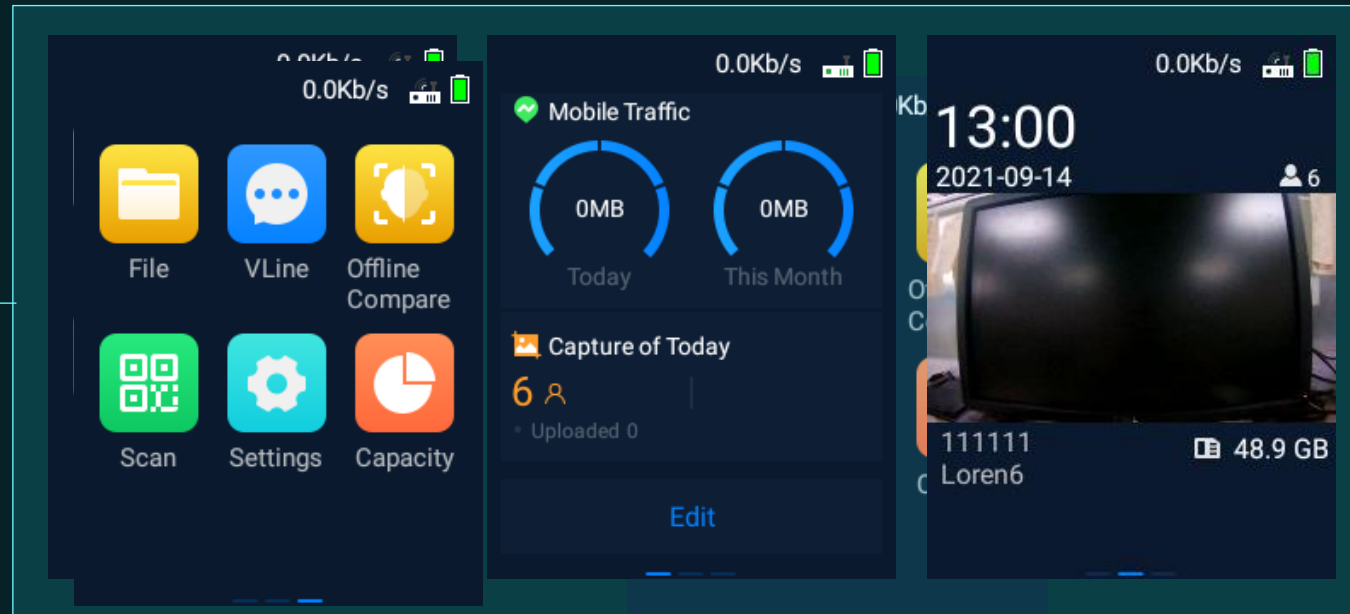 0.0Kb/s
File
VLine
Offline
Compare
Scan
Settings
Capacity
0.0Kb/s
Mobile Traffic
0MB
0MB
Today
This Month
Capture of Today
6
Uploaded 0
Edit
0.0Kb/s
13:00
2021-09-14
6
111111
48.9 GB
Loren6